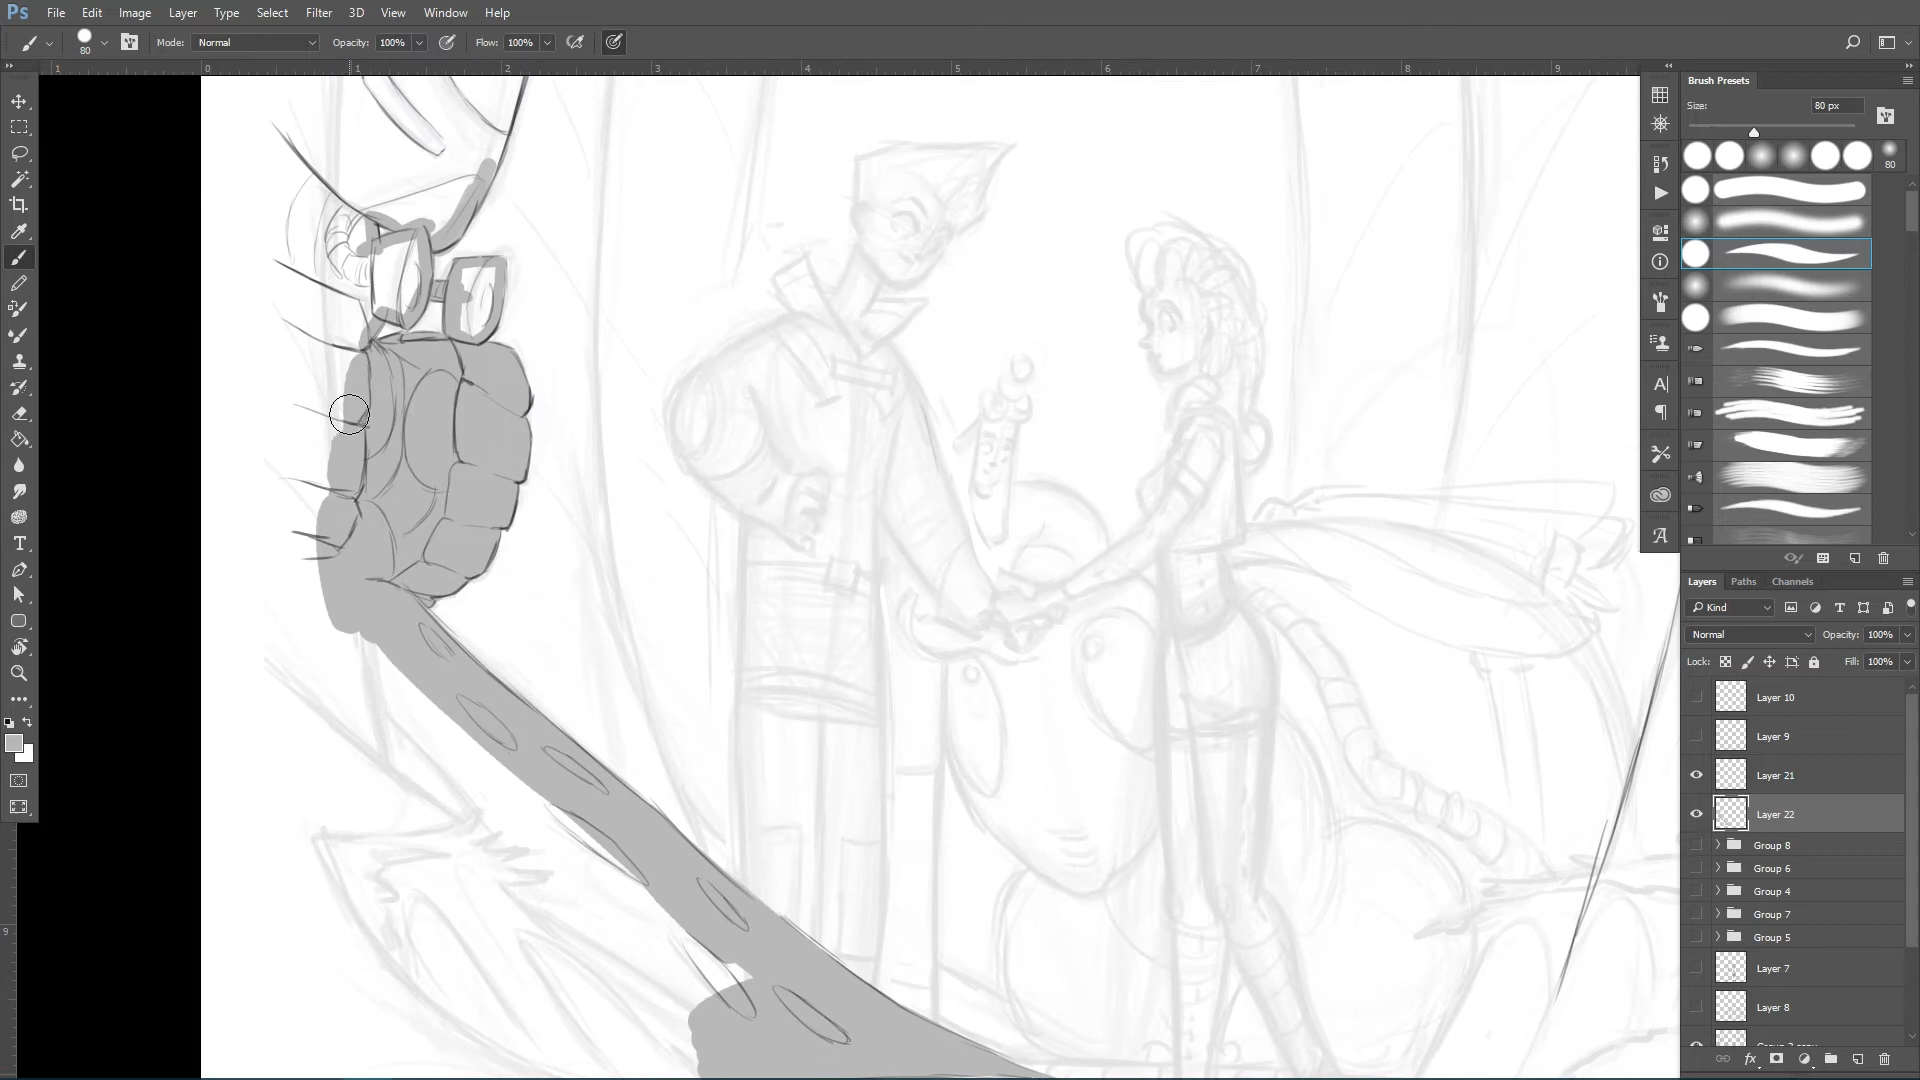 Ps File Edit Image Layer Type Select Filter 3D View Window Help
80 Mode: Normal Opacity: 100% Flow: 100%
1 0 1 2 3 4 5 6 7 8 9
Brush Presets
Size: 80 px
80
Layers Paths Channels
Kind
Normal Opacity: 100%
Lock: Fill: 100%
Layer 10
Layer 9
Layer 21
Layer 22
Group 8
Group 6
Group 4
Group 7
Group 5
9
Layer 7
Layer 8
fx